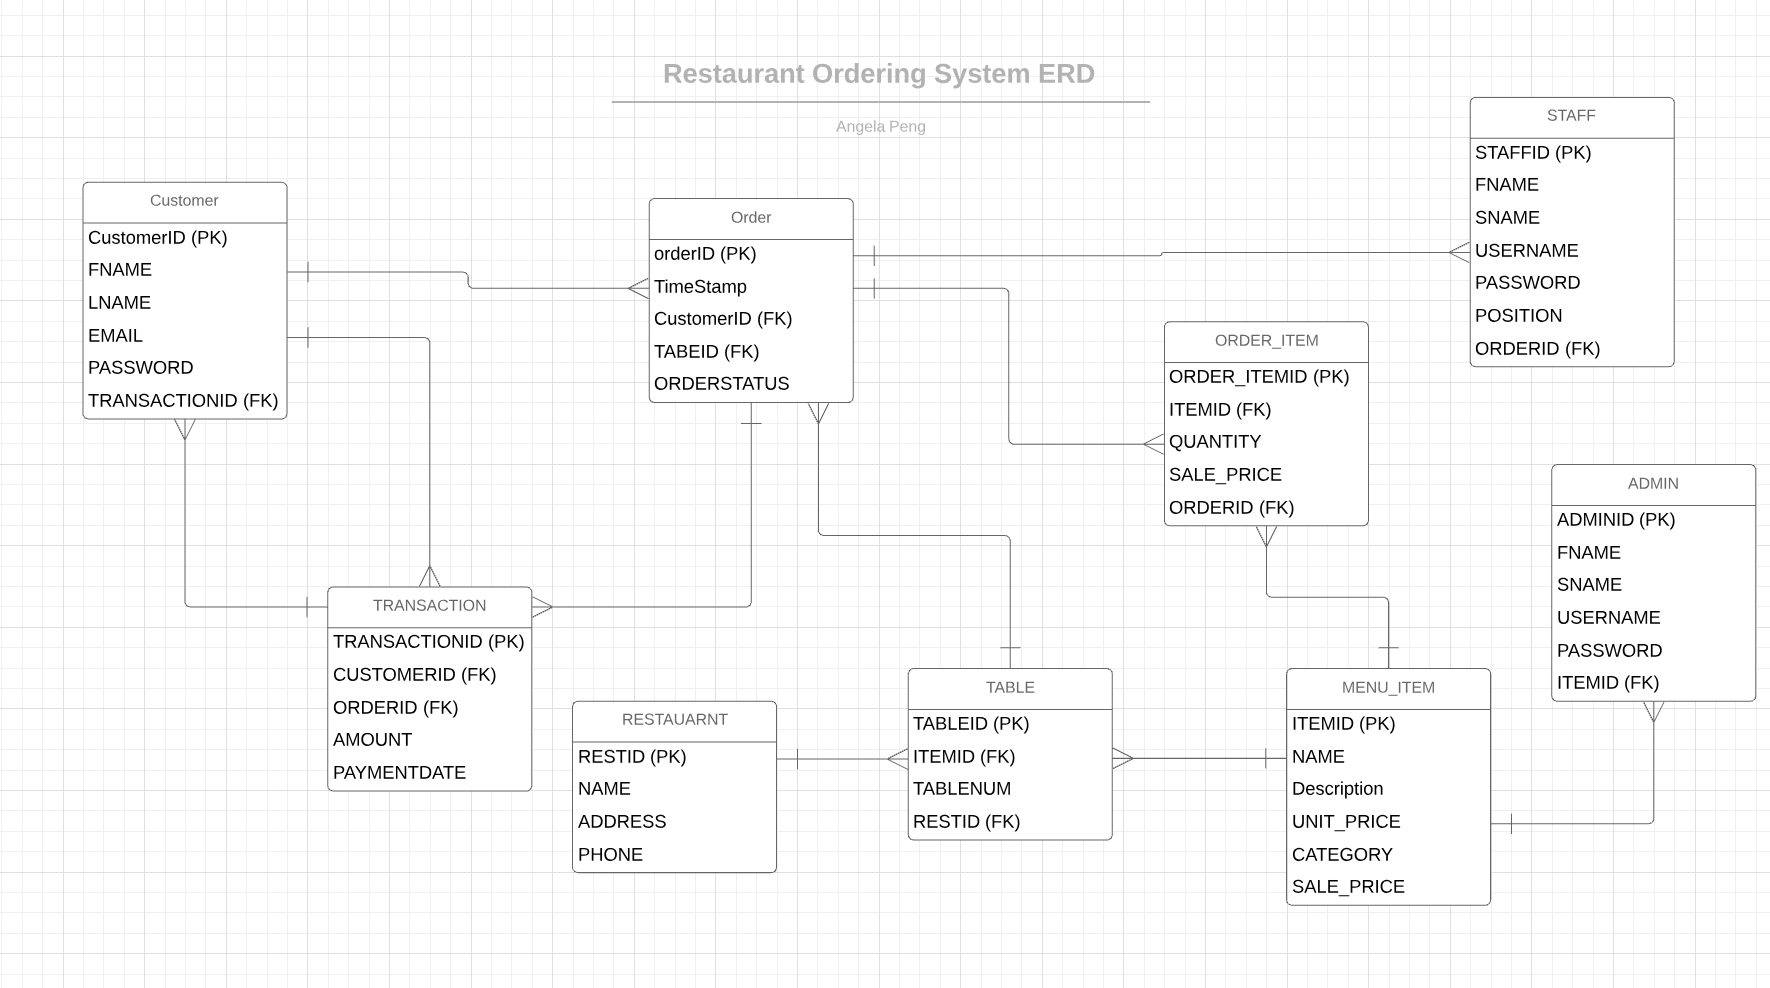 Restaurant Ordering System ERD
Angela Peng
Customer
CustomerID (PK)
FNAME
LNAME
EMAIL
PASSWORD
TRANSACTIONID (FK)
Order
orderID (PK)
TimeStamp
CustomerID (FK)
TABEID (FK)
ORDERSTATUS
STAFF
STAFFID (PK)
FNAME
SNAME
USERNAME
PASSWORD
POSITION
ORDERID (FK)
ORDER_ITEM
ORDER_ITEMID (PK)
ITEMID (FK)
QUANTITY
SALE_PRICE
ORDERID (FK)
ADMIN
ADMINID (PK)
FNAME
SNAME
USERNAME
PASSWORD
ITEMID (FK)
TRANSACTION
TRANSACTIONID (PK)
CUSTOMERID (FK)
ORDERID (FK)
AMOUNT
PAYMENTDATE
RESTAUARNT
RESTID (PK)
NAME
ADDRESS
PHONE
TABLE
TABLEID (PK)
ITEMID (FK)
TABLENUM
RESTID (FK)
MENU_ITEM
ITEMID (PK)
NAME
Description
UNIT_PRICE
CATEGORY
SALE_PRICE